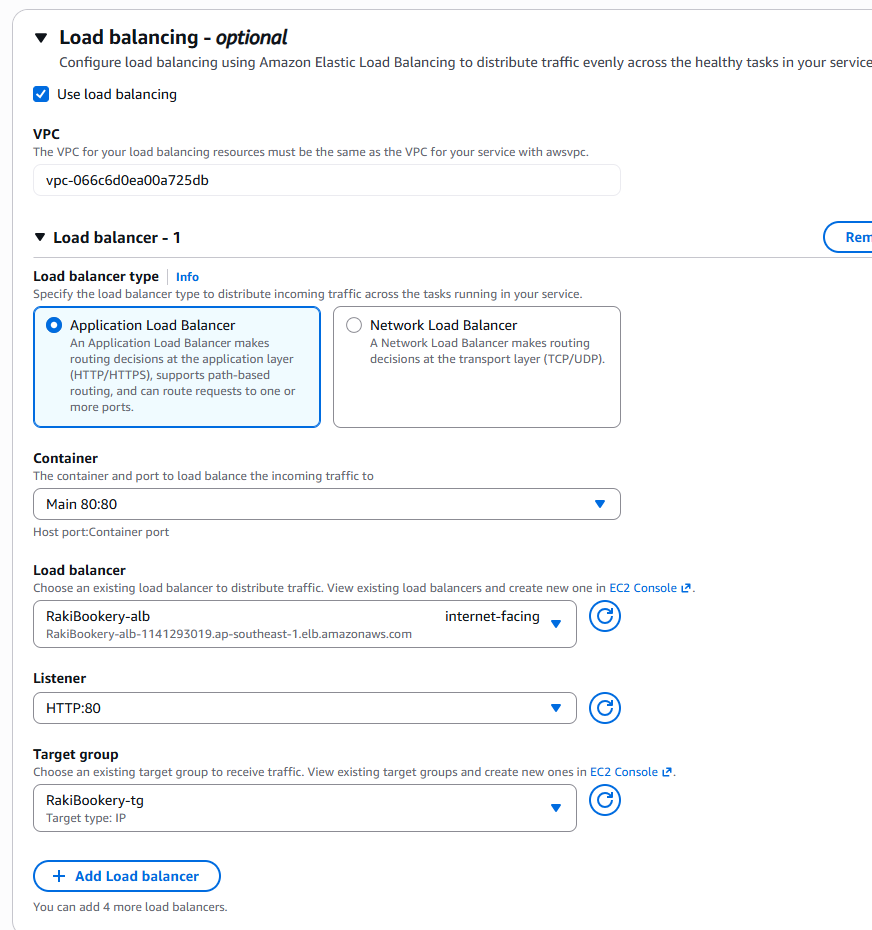 Load balancing - optional
Configure load balancing using Amazon Elastic Load Balancing to distribute traffic evenly across the healthy tasks in your service
Use load balancing
VPC
The VPC for your load balancing resources must be the same as the VPC for your service with awsvpc.
vpc-066c6d0ea00a725db
Load balancer - 1
Rem
Load balancer type
Info
Specify the load balancer type to distribute incoming traffic across the tasks running in your service.
Application Load Balancer
An Application Load Balancer makes
routing decisions at the application layer
(HTTP/HTTPS), supports path-based
routing, and can route requests to one or
more ports.
Network Load Balancer
A Network Load Balancer makes routing
decisions at the transport layer (TCP/UDP).
Container
The container and port to load balance the incoming traffic to
Main 80:80
Host port:Container port
Load balancer
Choose an existing load balancer to distribute traffic. View existing load balancers and create new one in EC2 Console.
RakiBookery-alb
internet-facing
RakiBookery-alb-1141293019.ap-southeast-1.elb.amazonaws.com
Listener
HTTP:80
Target group
Choose an existing target group to receive traffic. View existing target groups and create new ones in EC2 Console.
RakiBookery-tg
Target type: IP
+ Add Load balancer
You can add 4 more load balancers.